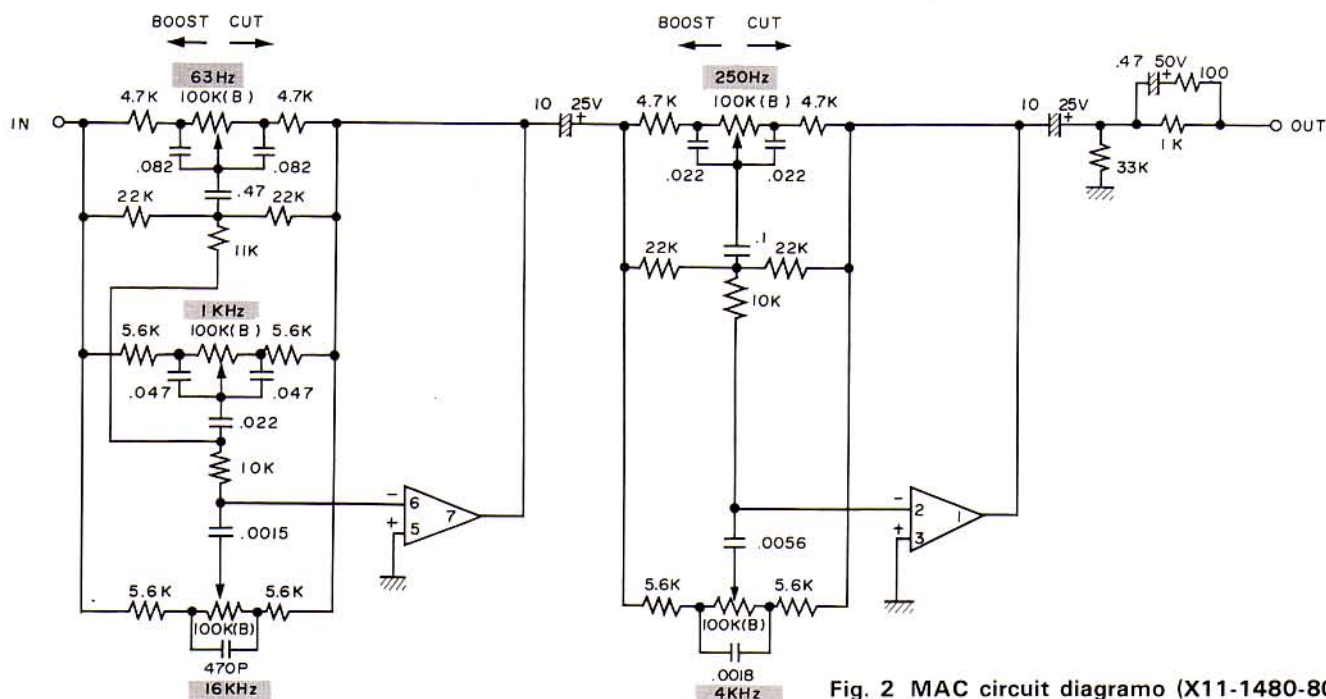 BOOST CUT
BOOST CUT
63Hz
250Hz
.47 50V
+ 100
4.7K 100K(B) 4.7K
10 25V
+
4.7K 100K(B) 4.7K
10 25V
+
IN
OUT
1K
33K
.082 .082
.022 .022
.47
22K 22K
11K
.1
22K 22K
10K
1KHz
5.6K 100K(B) 5.6K
.047 .047
.022
10K
- 6
+ 5
7
- 2
+ 3
1
.0015
.0056
5.6K 5.6K
100K(B)
470P
16KHz
5.6K 5.6K
100K(B)
.0018
4KHz
Fig. 2 MAC circuit diagramo (X11-1480-80